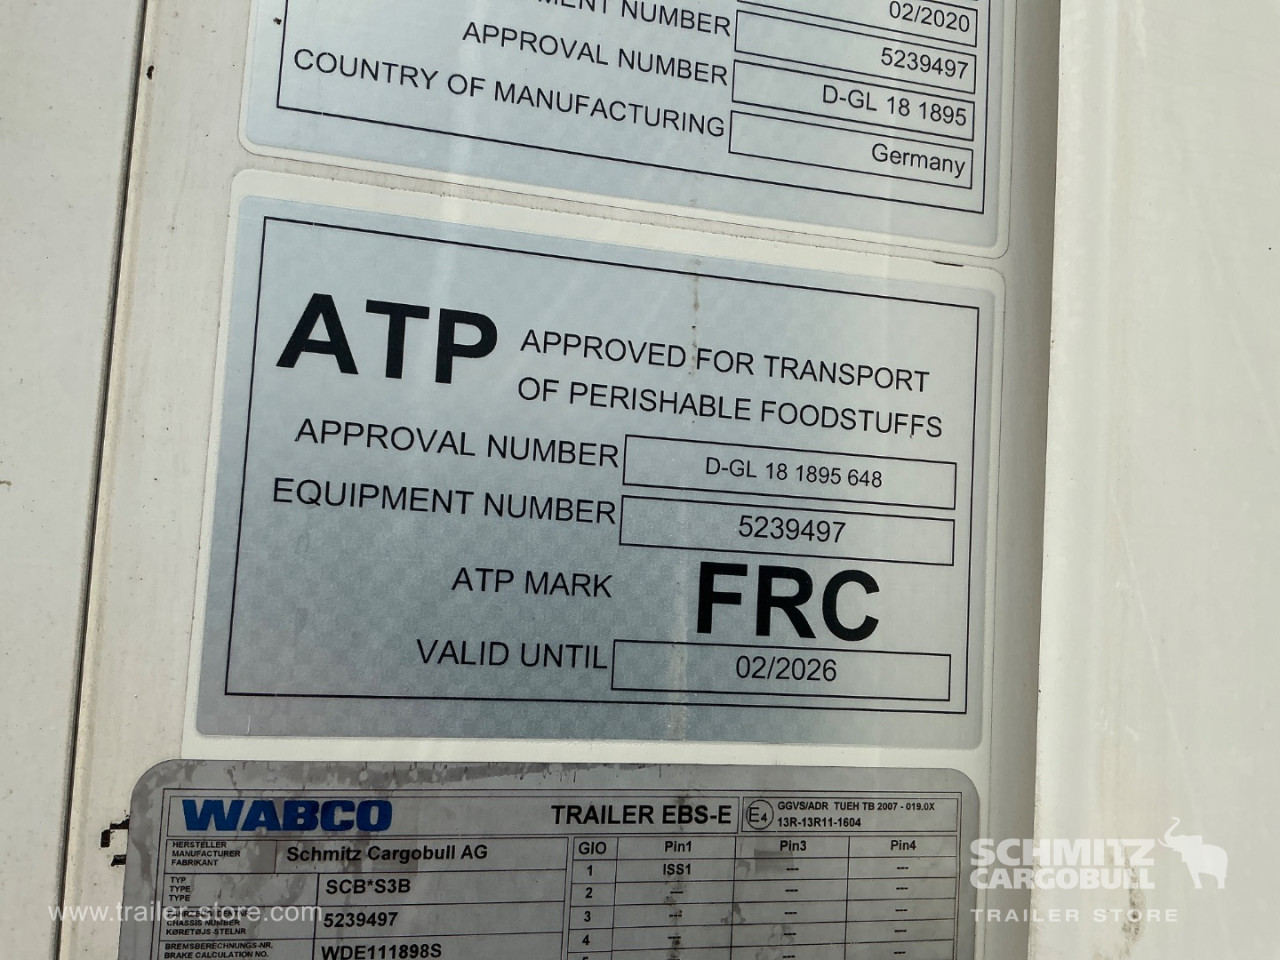 02/2020
MENT NUMBER 5239497
APPROVAL NUMBER D-GL 18 1895
COUNTRY OF MANUFACTURING Germany
ATP APPROVED FOR TRANSPORT
OF PERISHABLE FOODSTUFFS
APPROVAL NUMBER D-GL 18 1895 648
EQUIPMENT NUMBER 5239497
ATP MARK FRC
VALID UNTIL 02/2026
WABCO TRAILER EBS-E E4 GGVS/ADR TUEH TB 2007 - 019.0X
13R-13R11-1604
HERSTELLER
MANUFACTURER
FABRIKANT
Schmitz Cargobull AG
GIO Pin1 Pin3 Pin4
1 ISS1 --- ---
TYP
TYPE
TYPE
SCB*S3B
2 --- --- ---
CHASSIS NUMBER
KØRETØJS-STELNR
5239497
3 --- --- ---
4 --- --- ---
BREMSBERECHNUNGS-NR.
BRAKE CALCULATION NO.
WDE111898S
www.trailer-store.com
SCHMITZ
CARGOBULL
TRAILER STORE